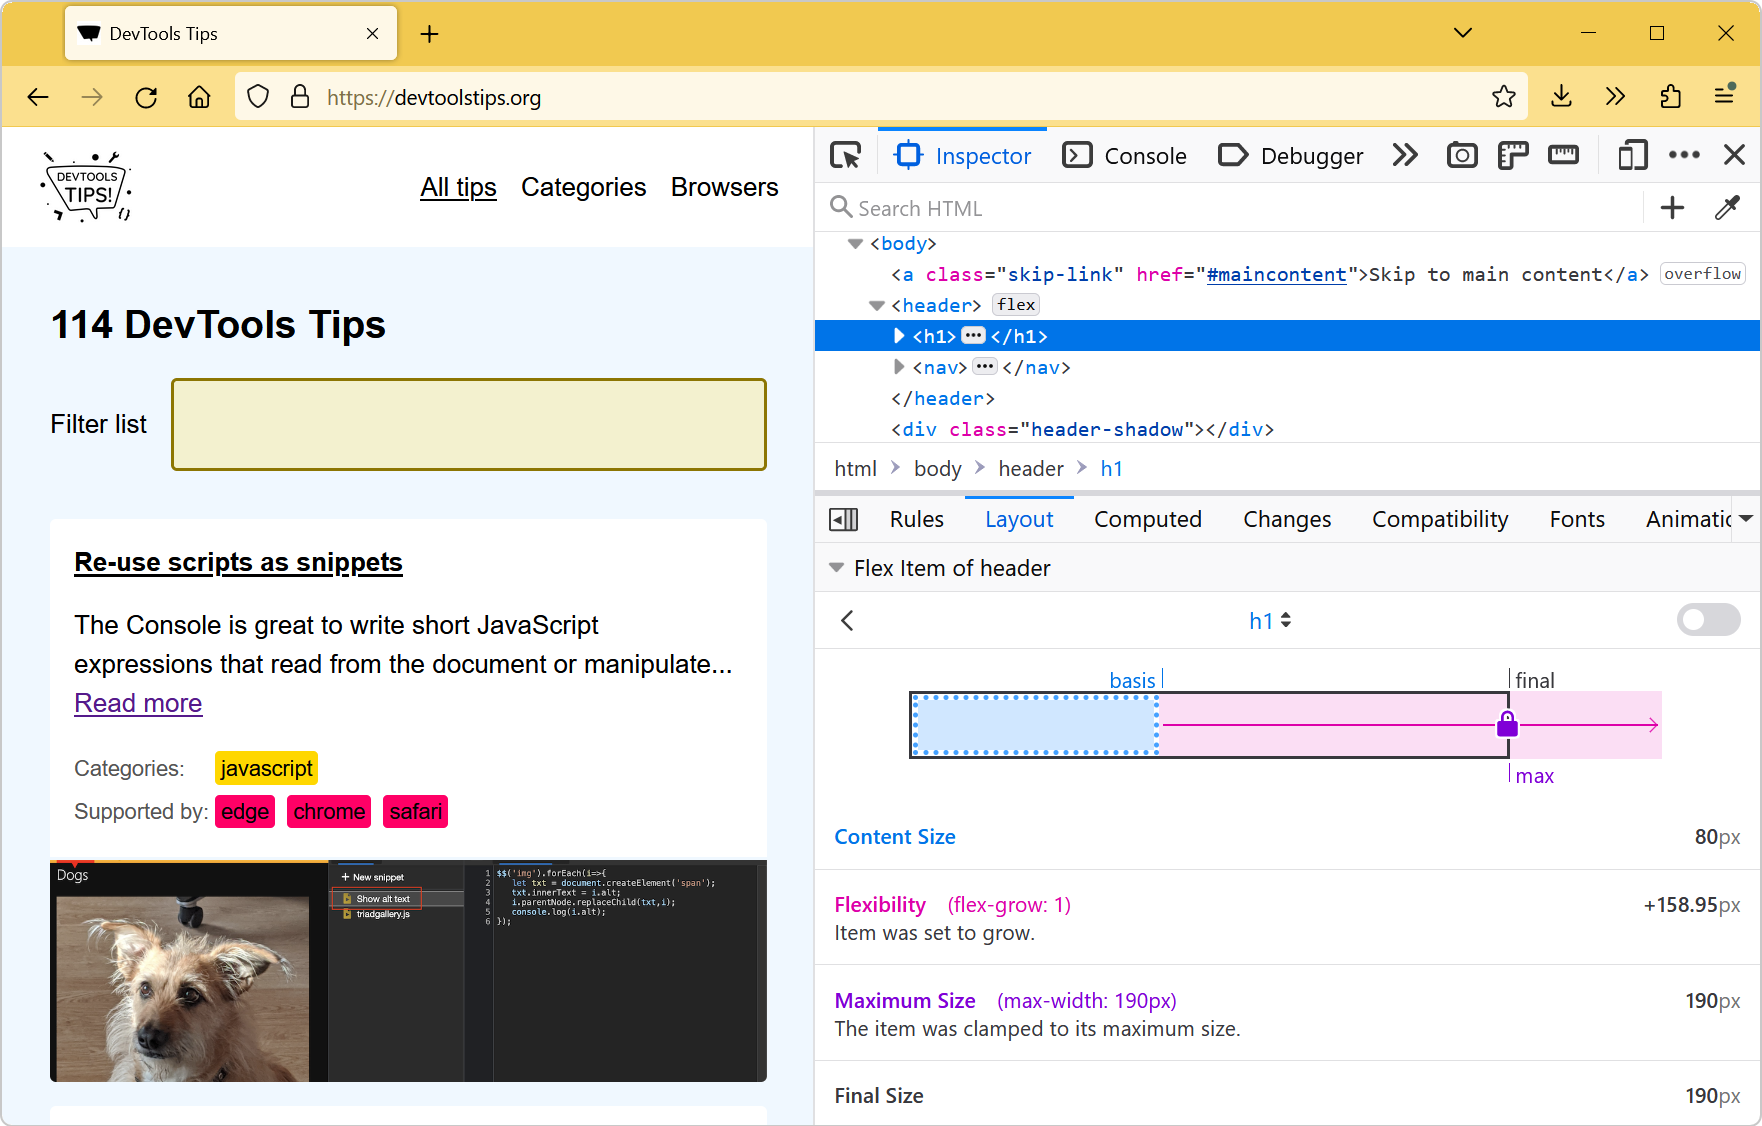 DevTools Tips
https://devtoolstips.org
DEVTOOLS
TIPS!
All tips Categories Browsers
114 DevTools Tips
Filter list
Re-use scripts as snippets
The Console is great to write short JavaScript
expressions that read from the document or manipulate...
Read more
Categories: javascript
Supported by: edge chrome safari
Dogs
New snippet
Show alt text
triadgallery.js
1 $$('img').forEach(i=>{
2 let txt = document.createElement('span');
3 txt.innerText = i.alt;
4 i.parentNode.replaceChild(txt,i);
5 console.log(i.alt);
6 });
Inspector Console Debugger
Search HTML
<body>
<a class="skip-link" href="#maincontent">Skip to main content</a> overflow
<header> flex
<h1> ••• </h1>
<nav> ••• </nav>
</header>
<div class="header-shadow"></div>
html > body > header > h1
Rules Layout Computed Changes Compatibility Fonts Animatic
Flex Item of header
h1
basis final
max
Content Size 80px
Flexibility (flex-grow: 1) +158.95px
Item was set to grow.
Maximum Size (max-width: 190px) 190px
The item was clamped to its maximum size.
Final Size 190px